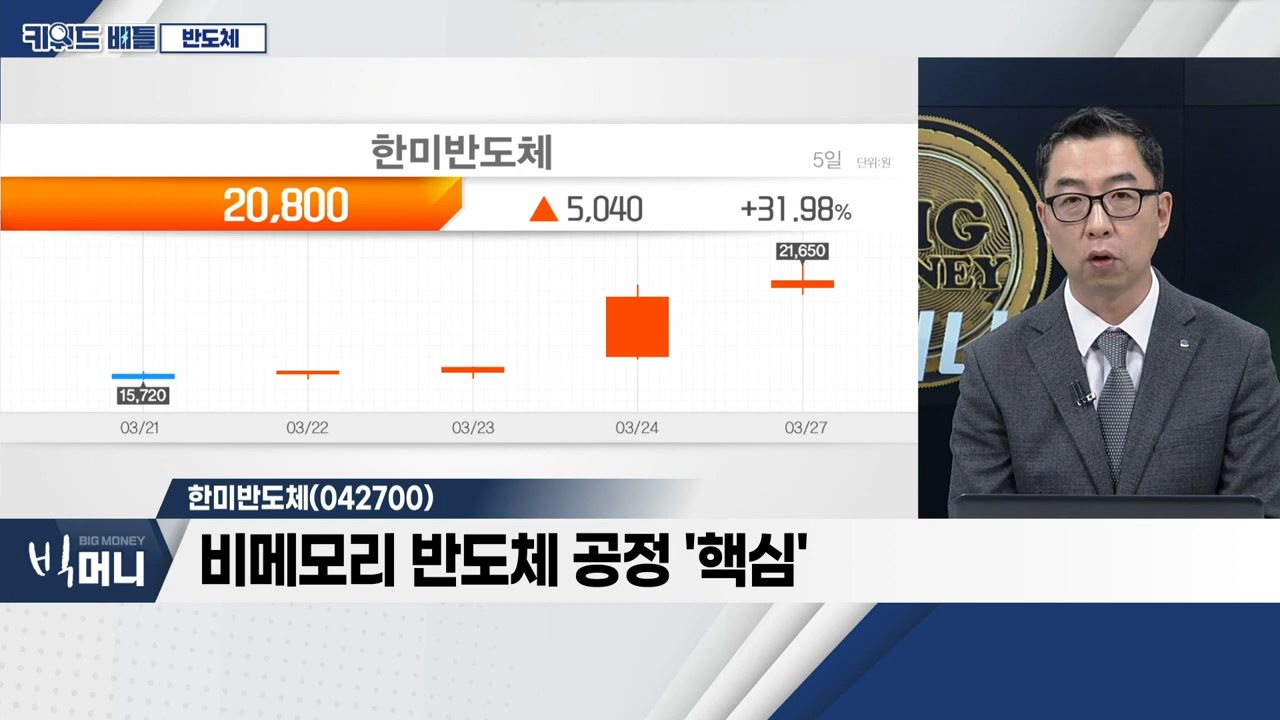 키워드 배틀 반도체
한미반도체
5일 단위:원
20,800 ▲ 5,040 +31.98%
21,650
15,720
03/21 03/22 03/23 03/24 03/27
한미반도체(042700)
BIG MONEY
빅머니
비메모리 반도체 공정 '핵심'